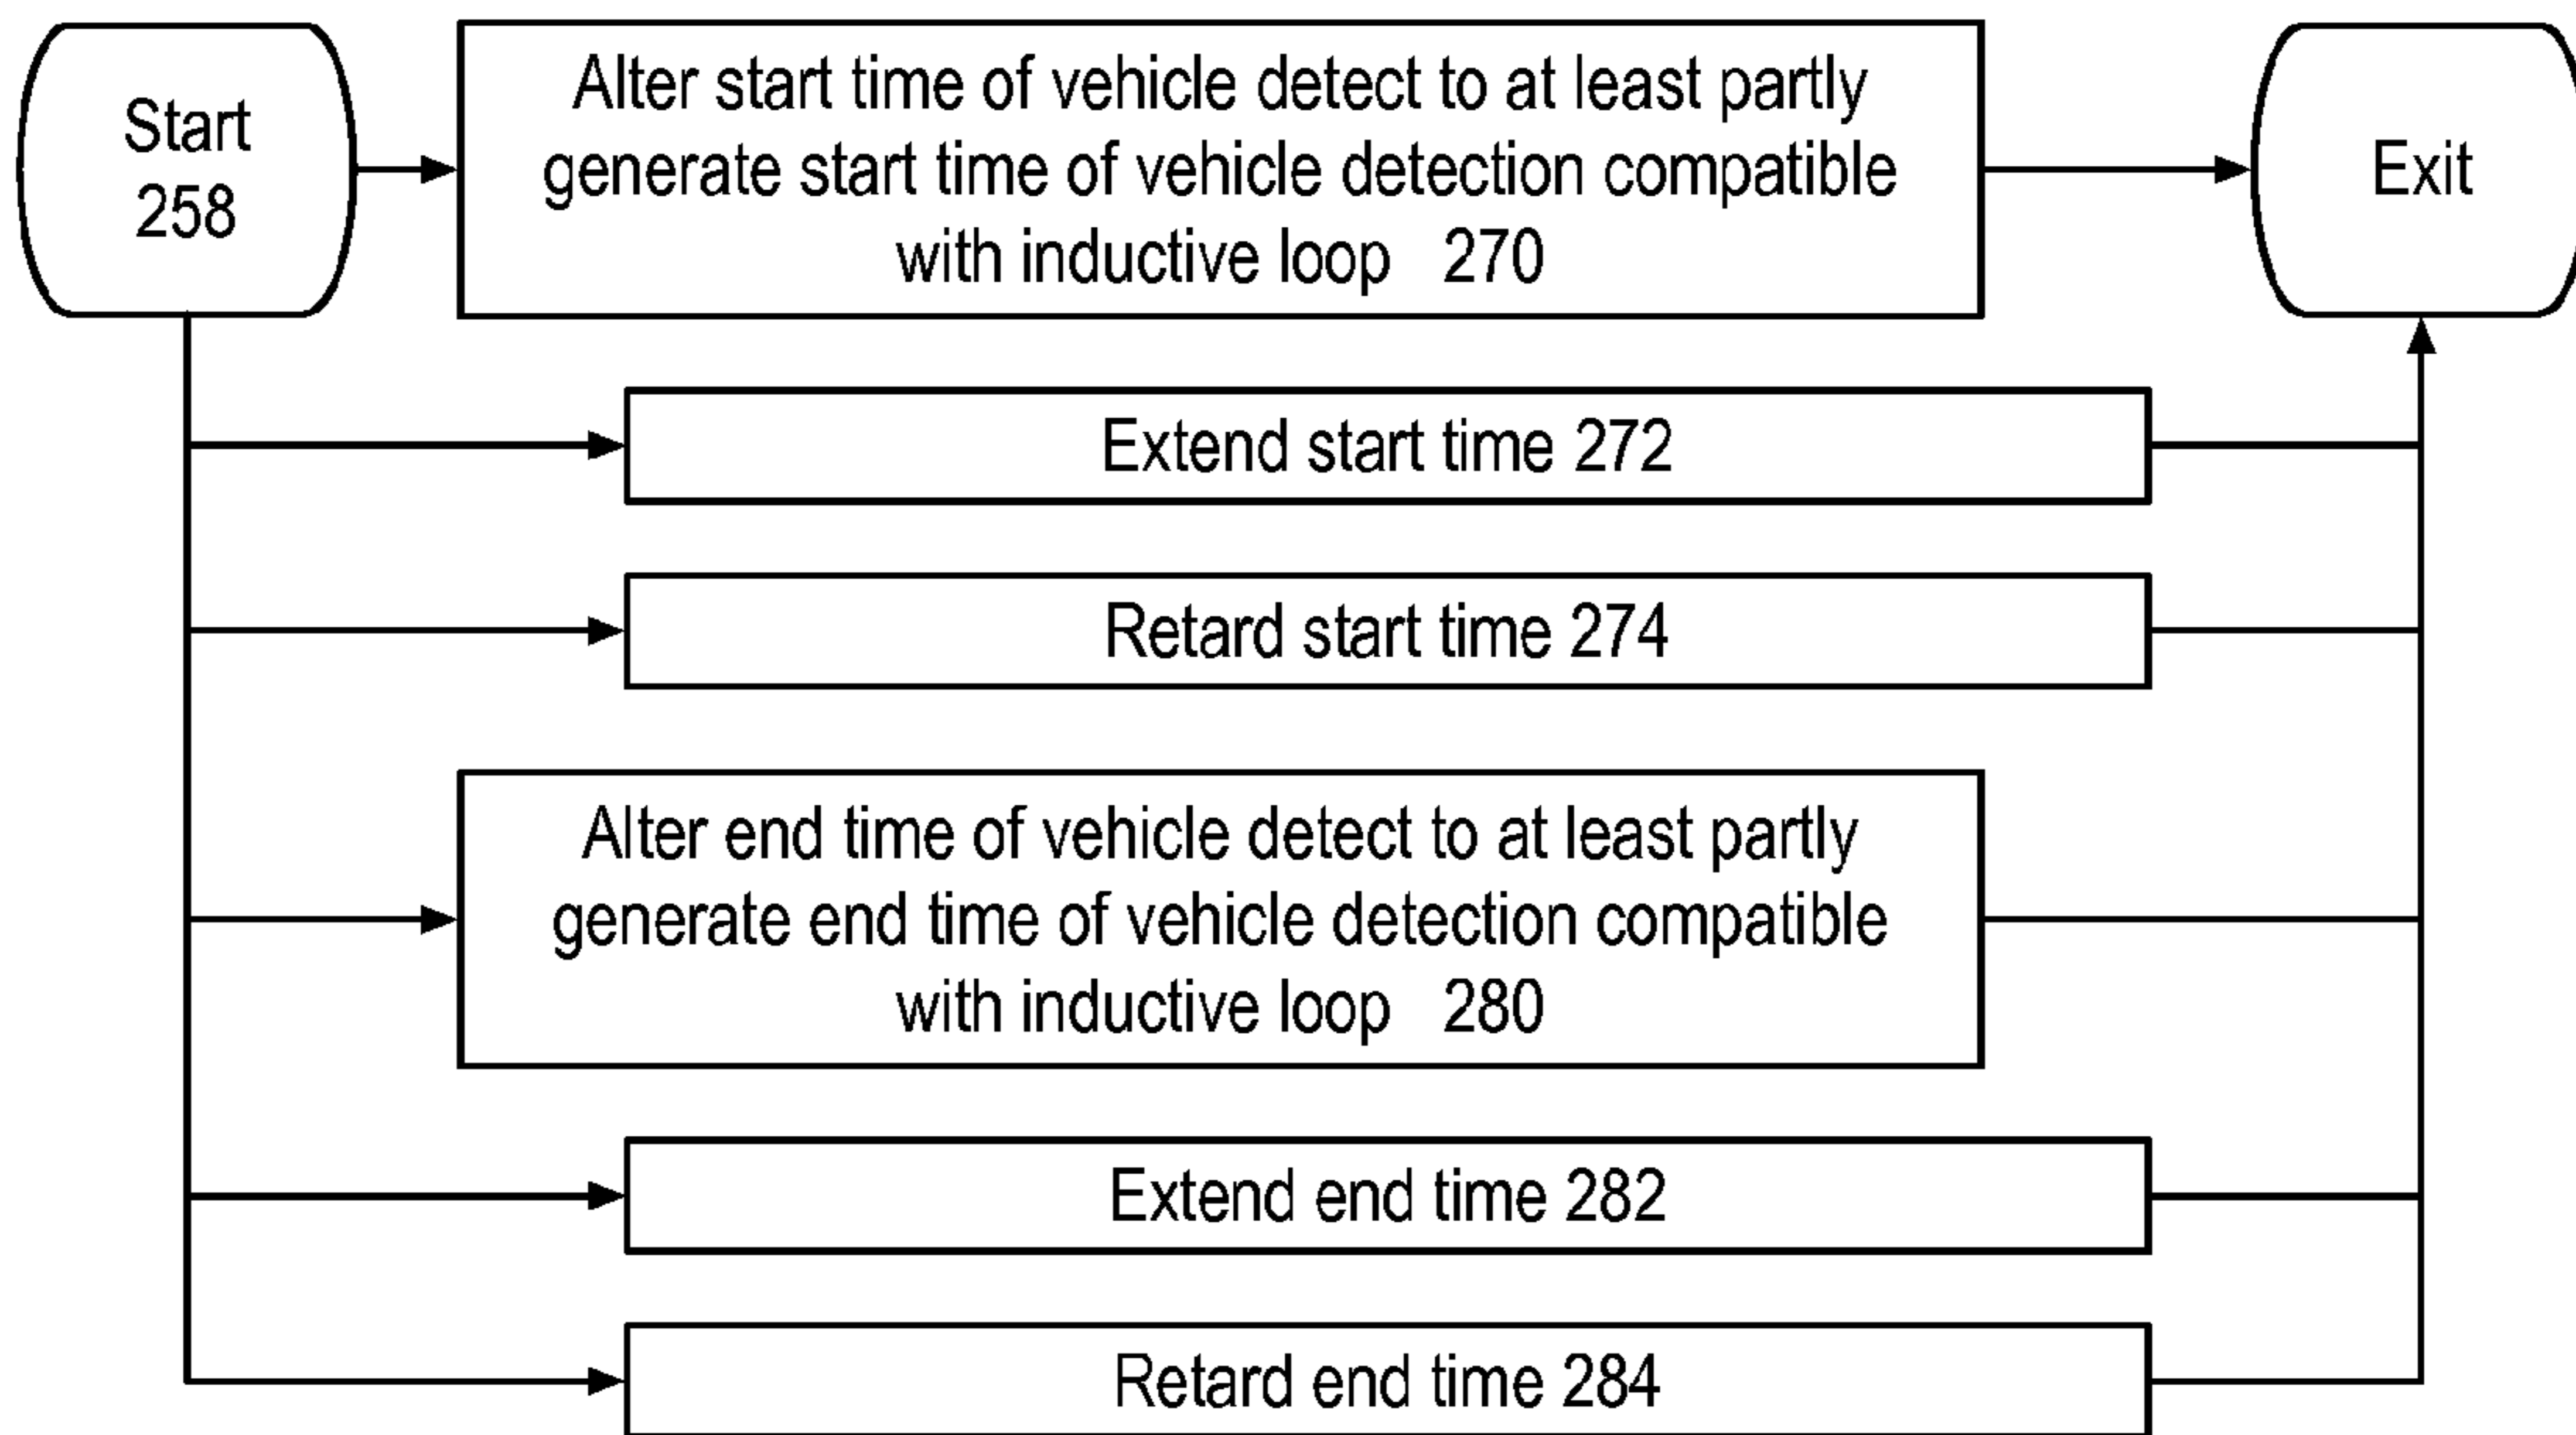 Start
258
Alter start time of vehicle detect to at least partly
generate start time of vehicle detection compatible
with inductive loop 270
Exit
Extend start time 272
Retard start time 274
Alter end time of vehicle detect to at least partly
generate end time of vehicle detection compatible
with inductive loop 280
Extend end time 282
Retard end time 284